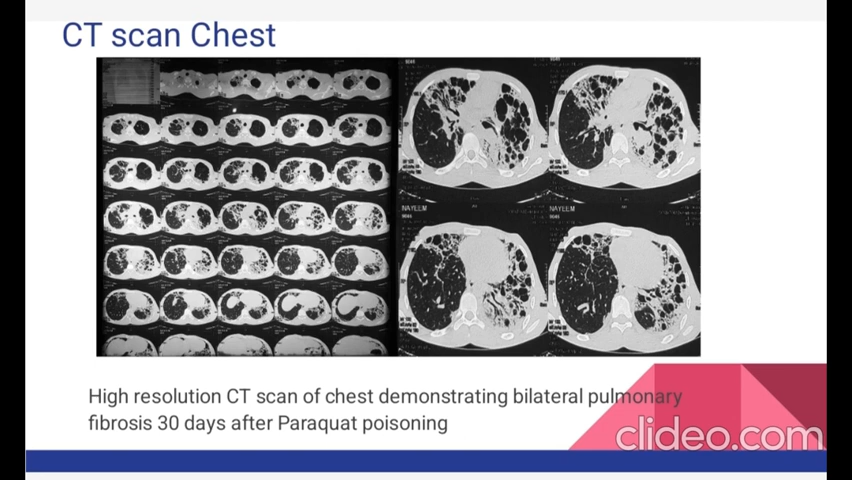 CT scan Chest
NAYEEM
NAYEEM
High resolution CT scan of chest demonstrating bilateral pulmonary
fibrosis 30 days after Paraquat poisoning
clideo.com